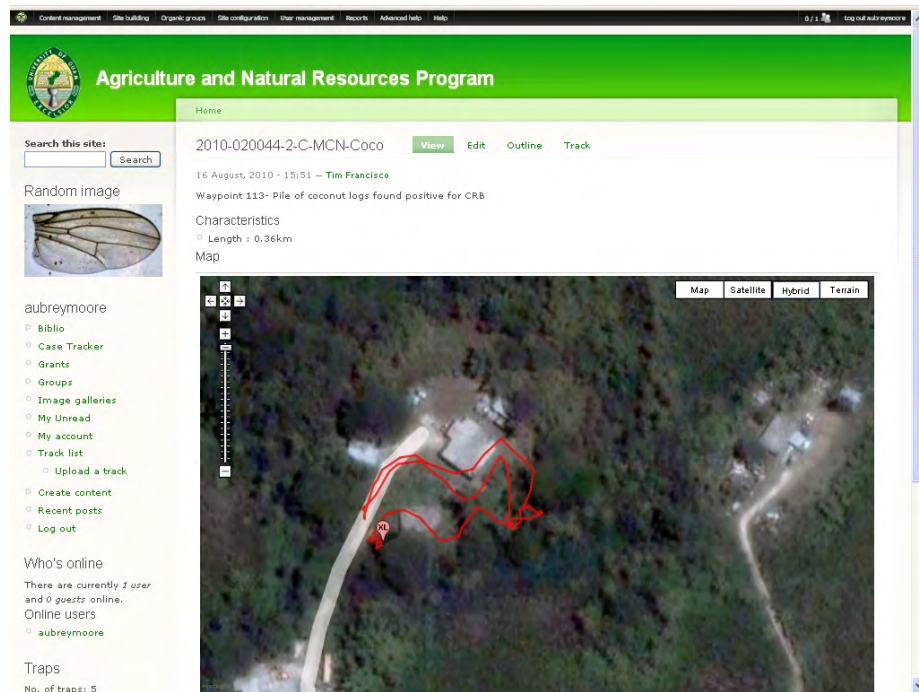 Content management Site building Organic groups Site configuration User management Reports Advanced help Help 0 / 1 Log out aubreymoore
UNIVERSITY OF GUAM
EXCELSIOR
Agriculture and Natural Resources Program
Home
Search this site:
Search
Random image
aubreymoore
Biblio
Case Tracker
Grants
Groups
Image galleries
My Unread
My account
Track list
Upload a track
Create content
Recent posts
Log out
Who's online
There are currently 1 user
and 0 guests online.
Online users
aubreymoore
Traps
No. of traps: 5
2010-020044-2-C-MCN-Coco View Edit Outline Track
16 August, 2010 - 15:51 — Tim Francisco
Waypoint 113- Pile of coconut logs found positive for CRB
Characteristics
Length : 0.36km
Map
Map Satellite Hybrid Terrain
XL